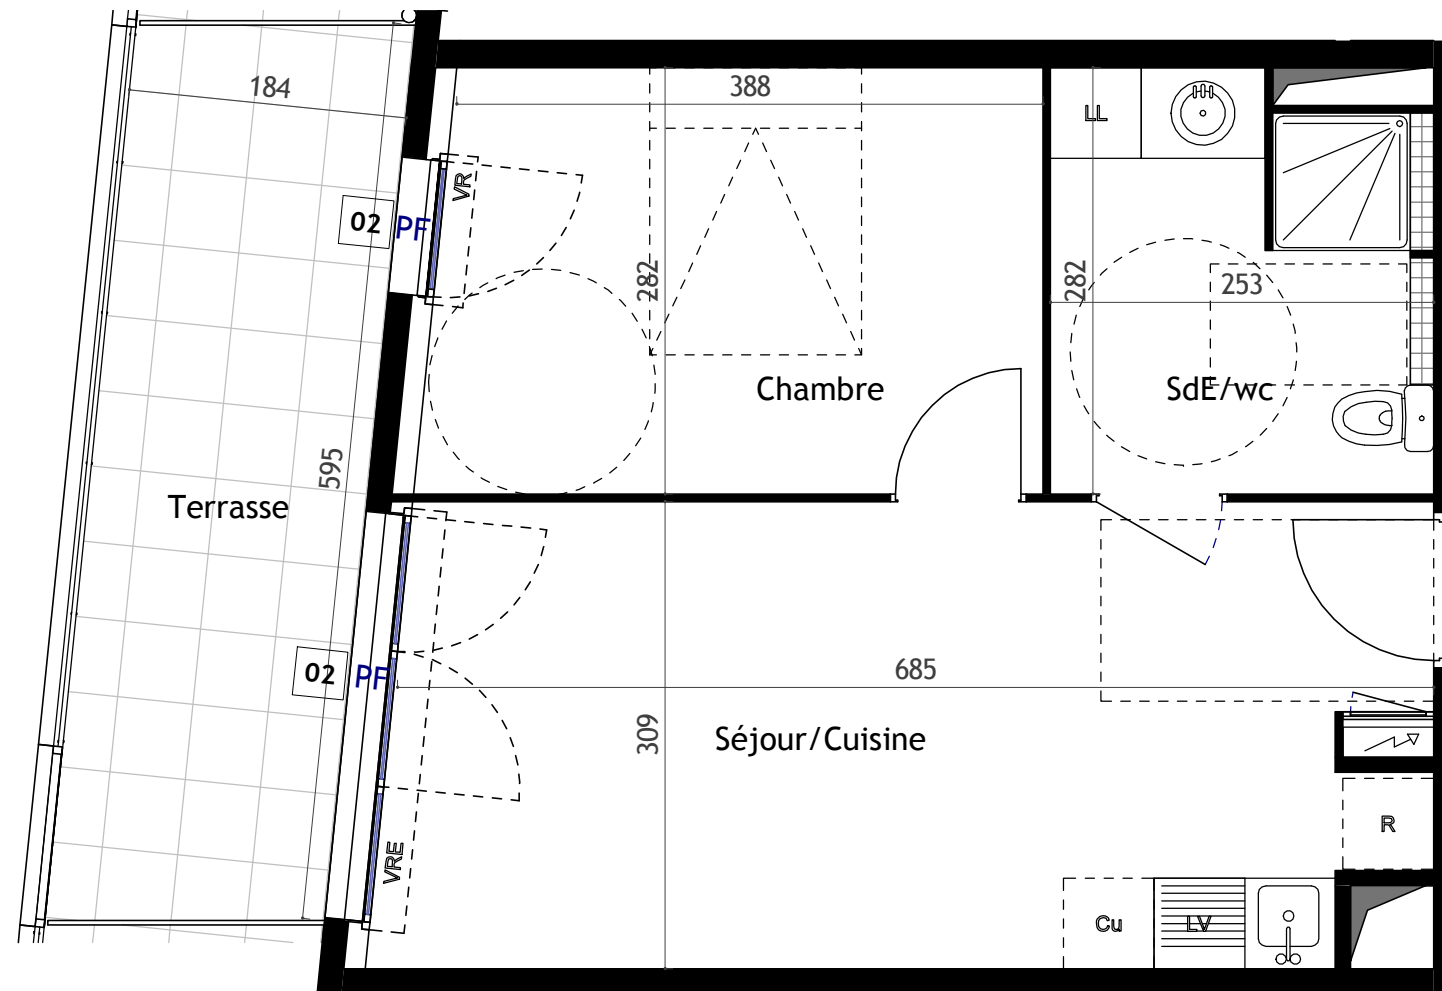 184
388
LL
VR
02 PF
282
282
253
Chambre
SdE/wc
595
Terrasse
02 PF
685
309
Séjour/Cuisine
R
VRE
Cu
LV